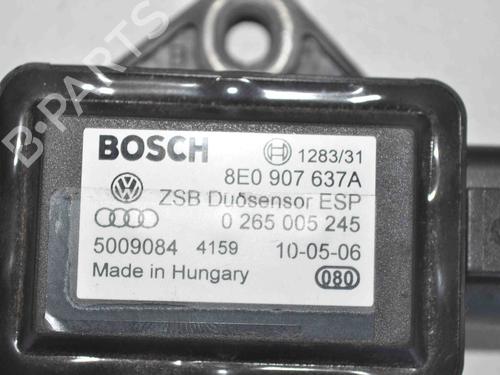 B-PARTS
BOSCH 1283/31
8E0 907 637A
ZSB Duosensor ESP
0 265 005 245
5009084 4159 10-05-06
Made in Hungary 080